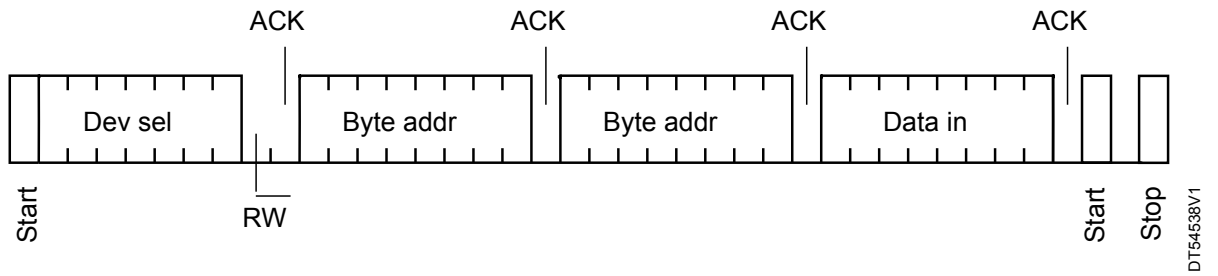 ACK ACK ACK ACK
Dev sel Byte addr Byte addr Data in
RW
Start Start Stop
DT54538V1